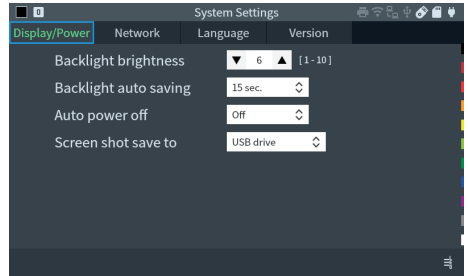 0
System Settings
Display/Power Network Language Version
Backlight brightness ▼ 6 ▲ [1-10]
Backlight auto saving 15 sec.
Auto power off Off
Screen shot save to USB drive